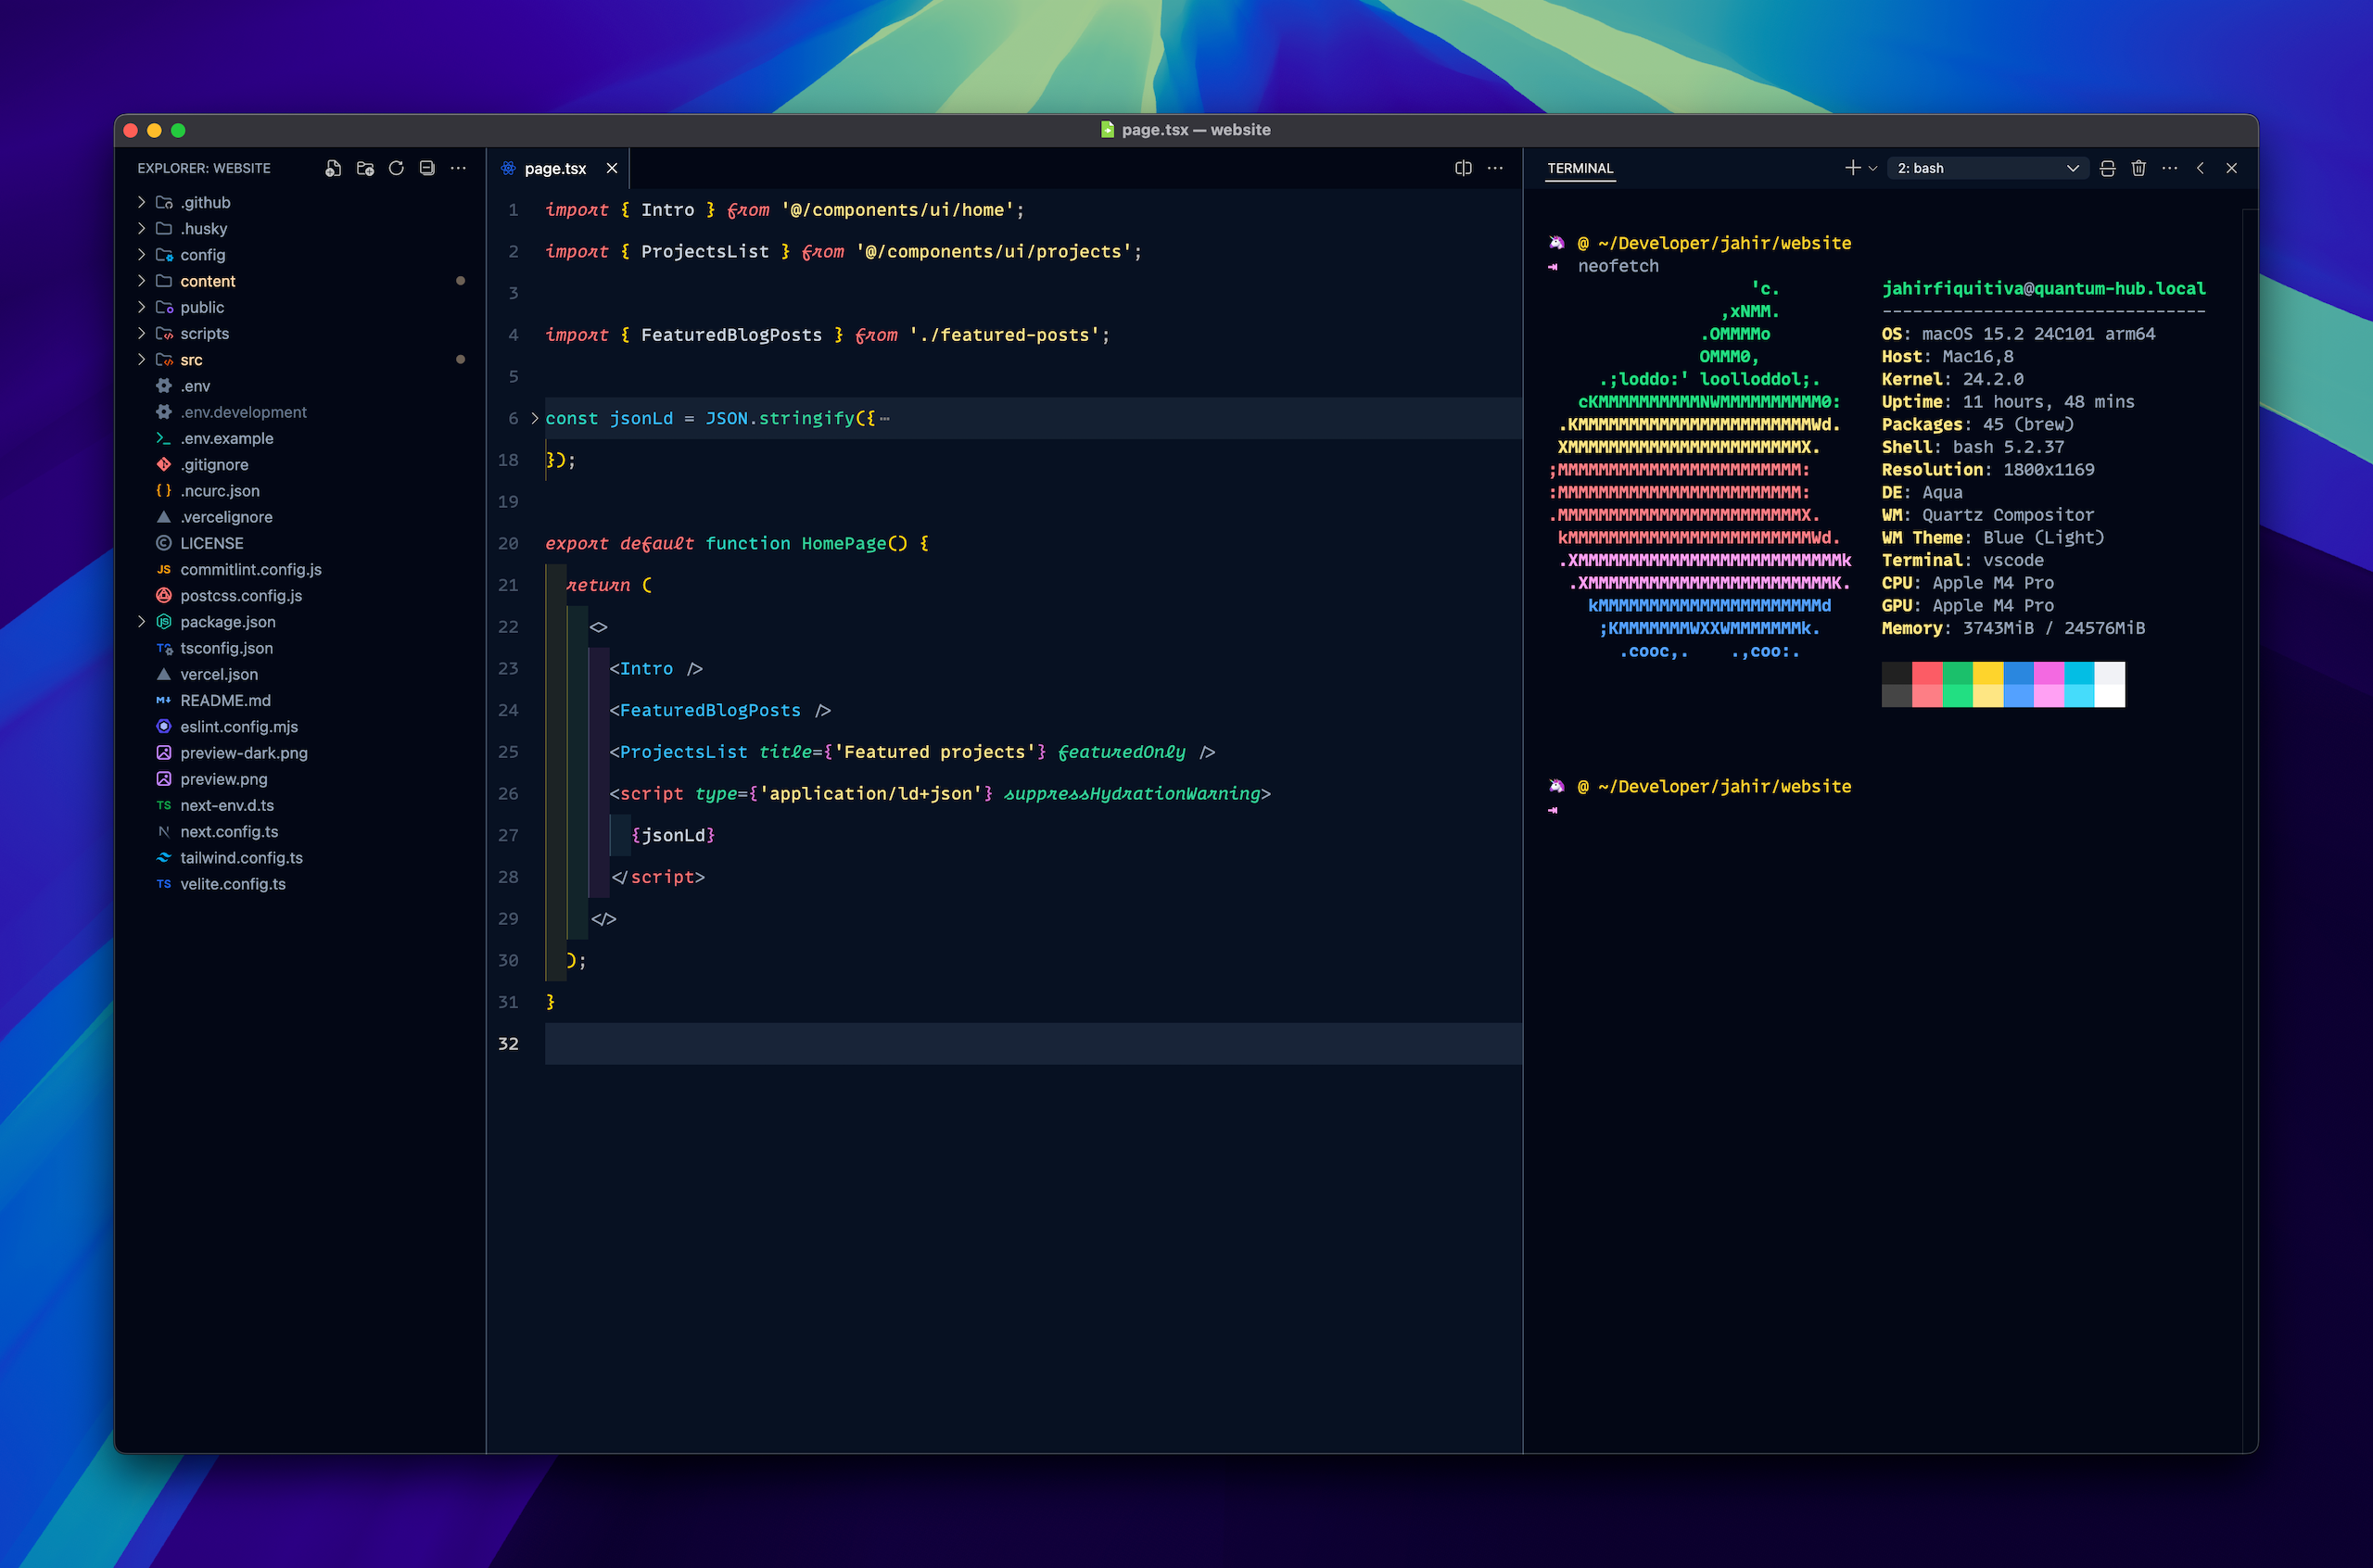 page.tsx — website
EXPLORER: WEBSITE
.github
.husky
config
content
public
scripts
src
.env
.env.development
.env.example
.gitignore
.ncurc.json
.vercelignore
LICENSE
commitlint.config.js
postcss.config.js
package.json
tsconfig.json
vercel.json
README.md
eslint.config.mjs
preview-dark.png
preview.png
next-env.d.ts
next.config.ts
tailwind.config.ts
velite.config.ts
page.tsx
1 import { Intro } from '@/components/ui/home';
2 import { ProjectsList } from '@/components/ui/projects';
3
4 import { FeaturedBlogPosts } from './featured-posts';
5
6 const jsonLd = JSON.stringify({⋯
18 });
19
20 export default function HomePage() {
21 return (
22 <>
23 <Intro />
24 <FeaturedBlogPosts />
25 <ProjectsList title={'Featured projects'} featuredOnly />
26 <script type={'application/ld+json'} suppressHydrationWarning>
27 {jsonLd}
28 </script>
29 </>
30 );
31 }
32
TERMINAL
2: bash
@ ~/Developer/jahir/website
neofetch
'c.
,xNMM.
.OMMMMo
OMMM0,
.;loddo:' loolloddol;.
cKMMMMMMMMMMNWMMMMMMMMMM0:
.KMMMMMMMMMMMMMMMMMMMMMMMWd.
XMMMMMMMMMMMMMMMMMMMMMMMX.
;MMMMMMMMMMMMMMMMMMMMMMMM:
:MMMMMMMMMMMMMMMMMMMMMMMM:
.MMMMMMMMMMMMMMMMMMMMMMMMX.
kMMMMMMMMMMMMMMMMMMMMMMMMWd.
.XMMMMMMMMMMMMMMMMMMMMMMMMMMk
.XMMMMMMMMMMMMMMMMMMMMMMMMK.
kMMMMMMMMMMMMMMMMMMMMMMd
;KMMMMMMMWXXWMMMMMMMk.
.cooc,. .,coo:.
jahirfiquitiva@quantum-hub.local
--------------------------------
OS: macOS 15.2 24C101 arm64
Host: Mac16,8
Kernel: 24.2.0
Uptime: 11 hours, 48 mins
Packages: 45 (brew)
Shell: bash 5.2.37
Resolution: 1800x1169
DE: Aqua
WM: Quartz Compositor
WM Theme: Blue (Light)
Terminal: vscode
CPU: Apple M4 Pro
GPU: Apple M4 Pro
Memory: 3743MiB / 24576MiB
@ ~/Developer/jahir/website